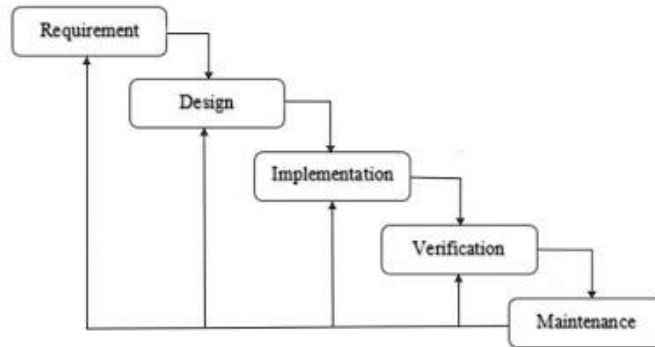 Requirement
Design
Implementation
Verification
Maintenance